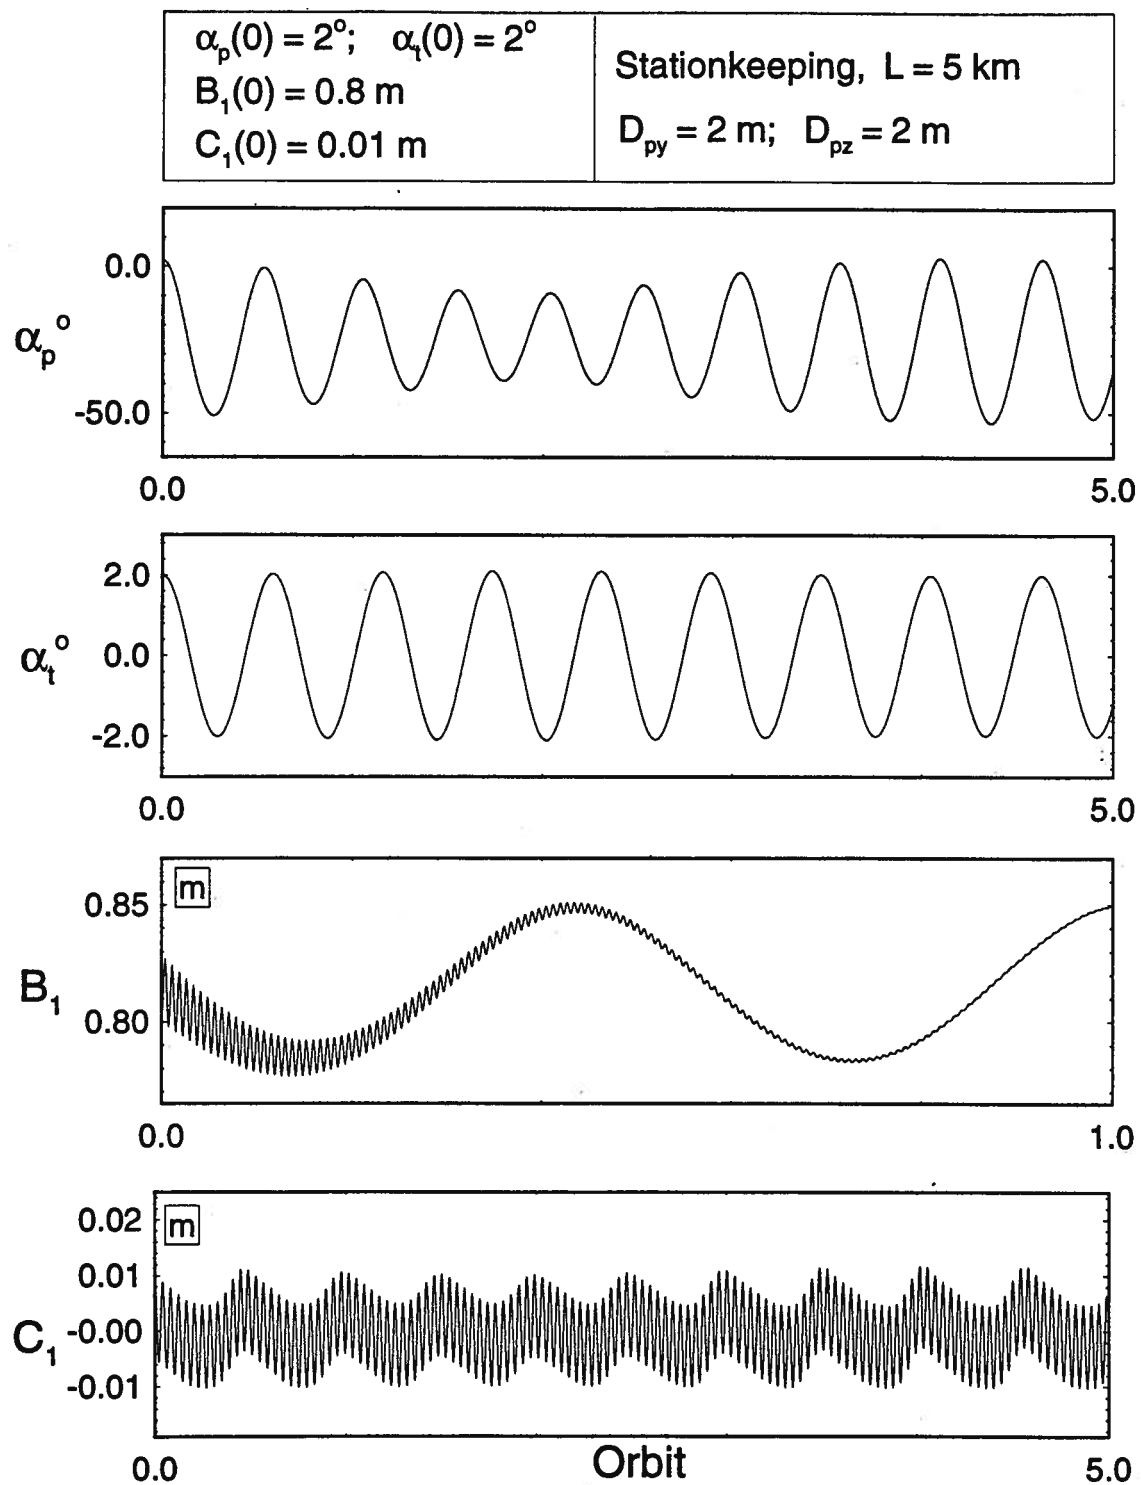 αp(0) = 2°; αt(0) = 2°
B1(0) = 0.8 m
C1(0) = 0.01 m
Stationkeeping, L = 5 km
Dpy = 2 m; Dpz = 2 m
0.0
αp°
-50.0
0.0 5.0
2.0
αt° 0.0
-2.0
0.0 5.0
m
0.85
B1
0.80
0.0 1.0
m
0.02
0.01
C1 -0.00
-0.01
0.0 Orbit 5.0